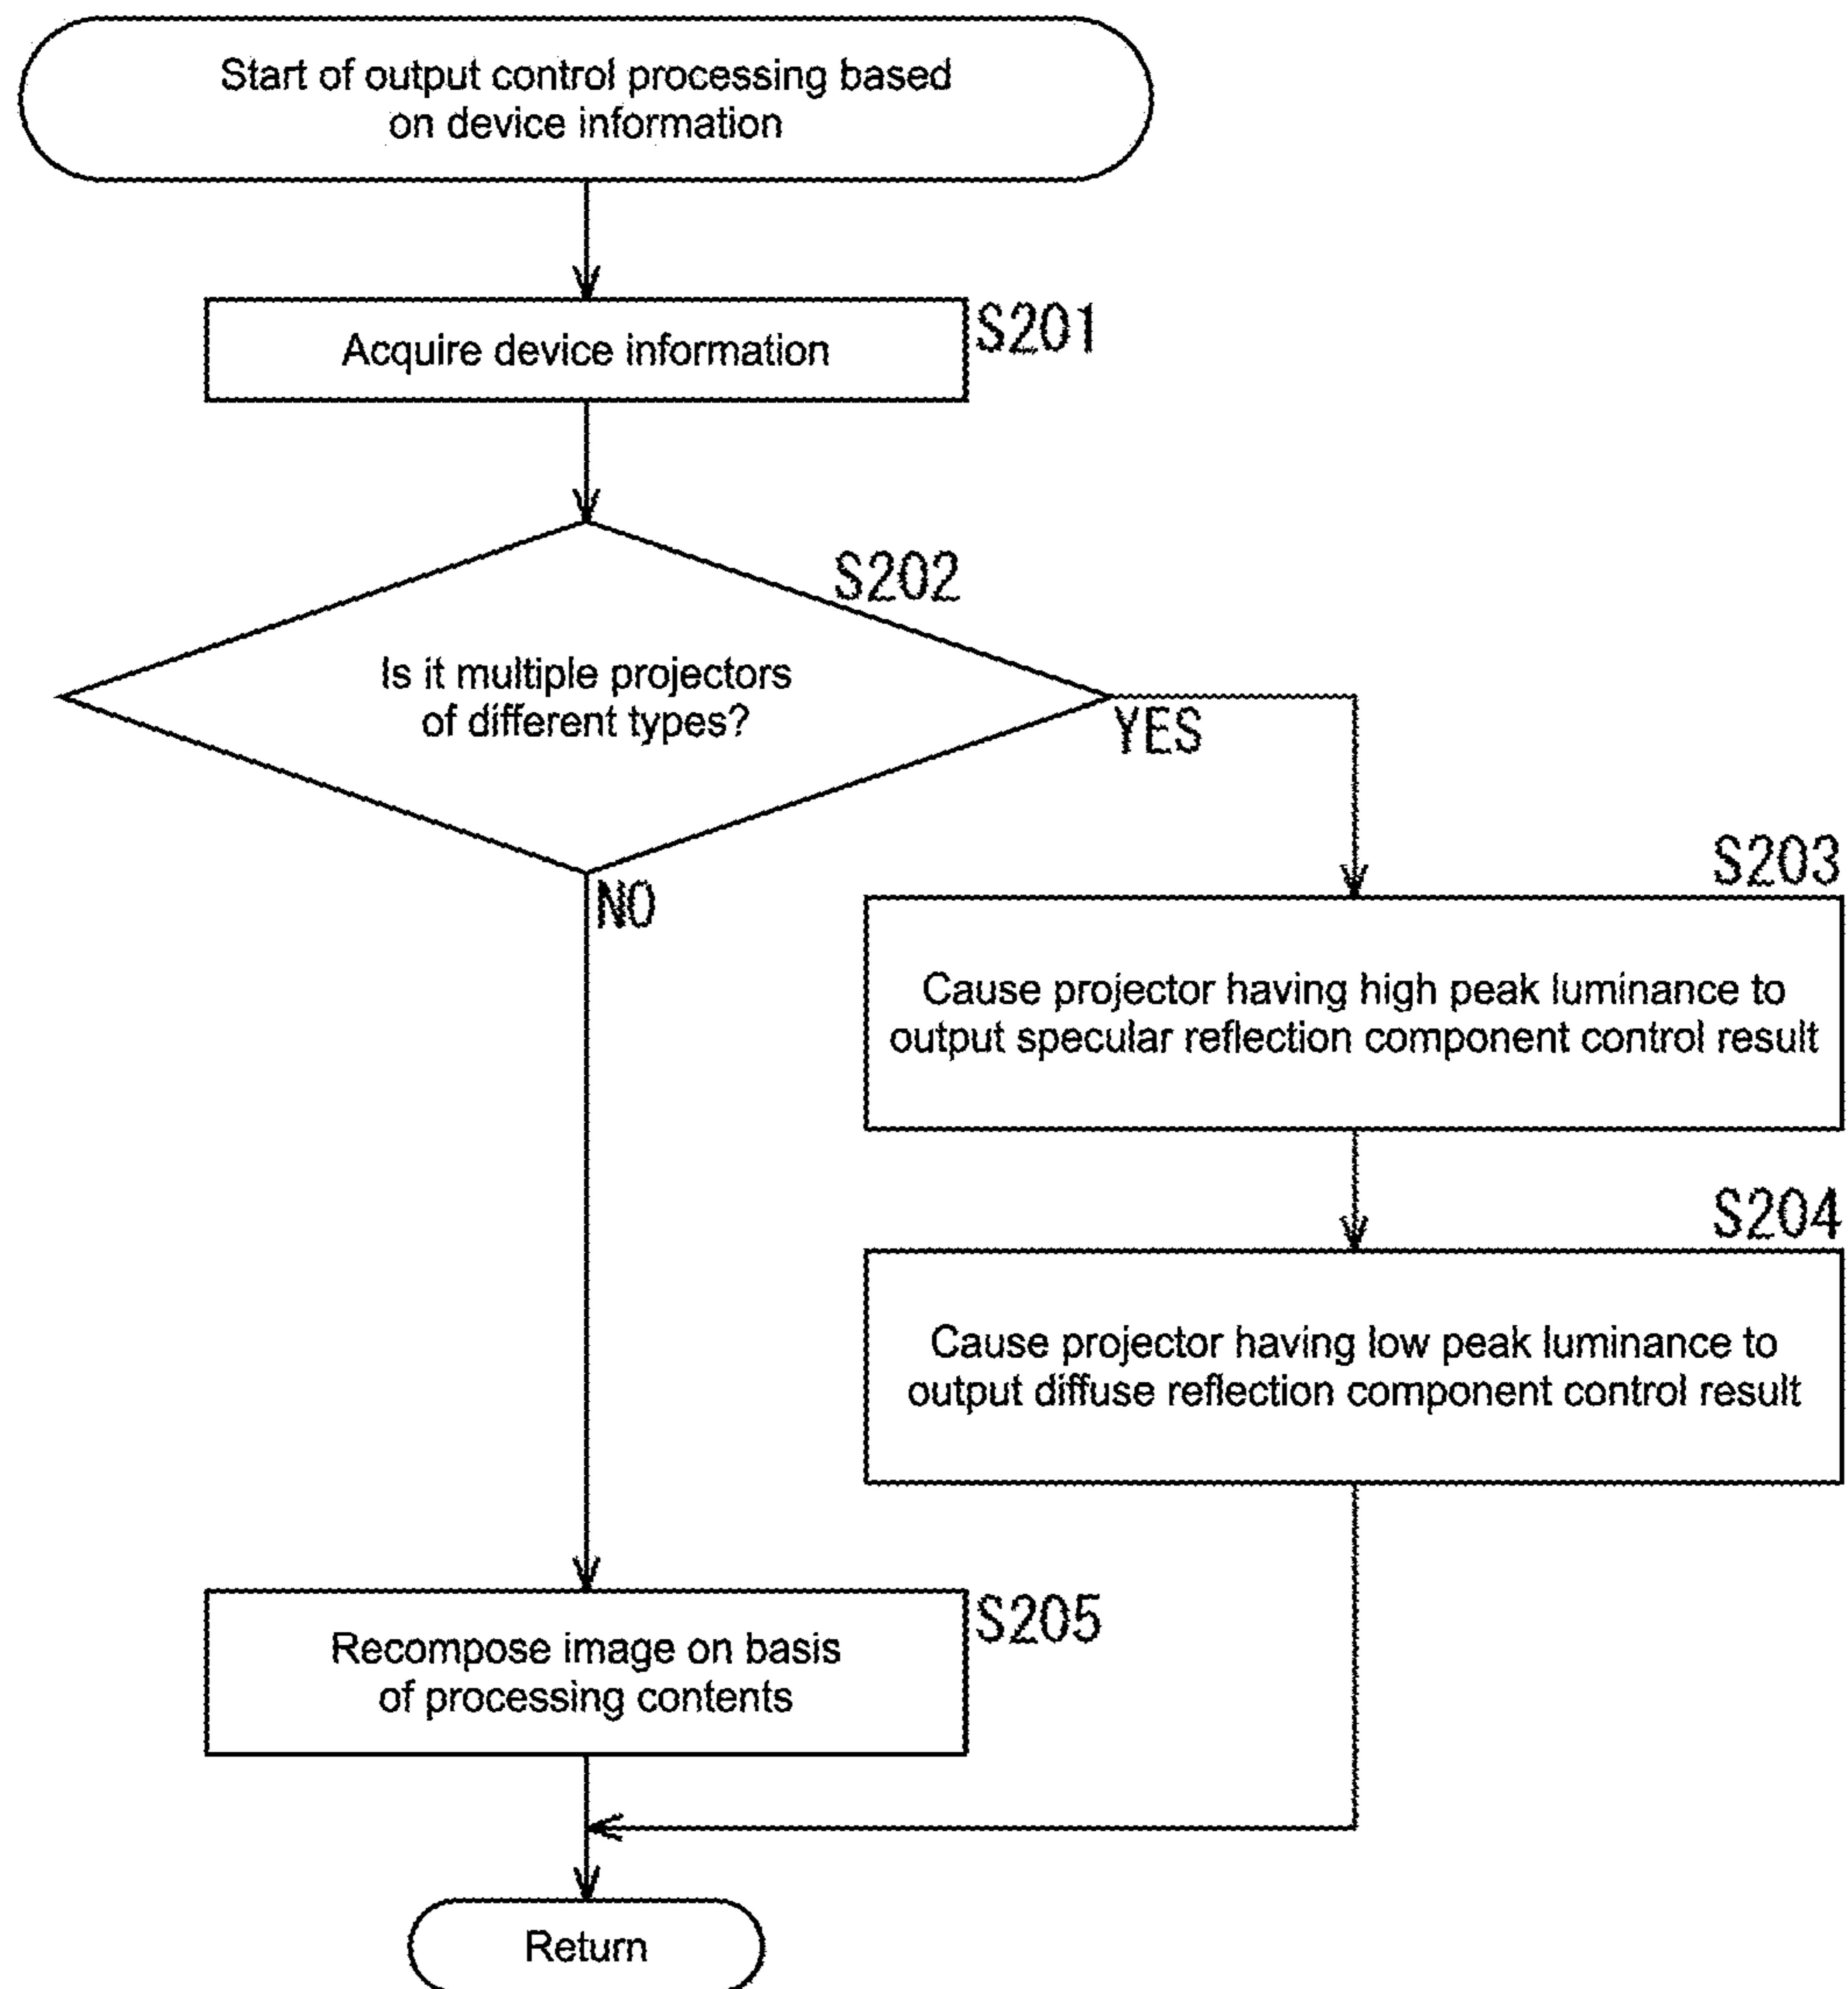 Start of output control processing based
on device information
Acquire device information
S201
S202
Is it multiple projectors
of different types?
YES
NO
S203
Cause projector having high peak luminance to
output specular reflection component control result
S204
Cause projector having low peak luminance to
output diffuse reflection component control result
S205
Recompose image on basis
of processing contents
Return